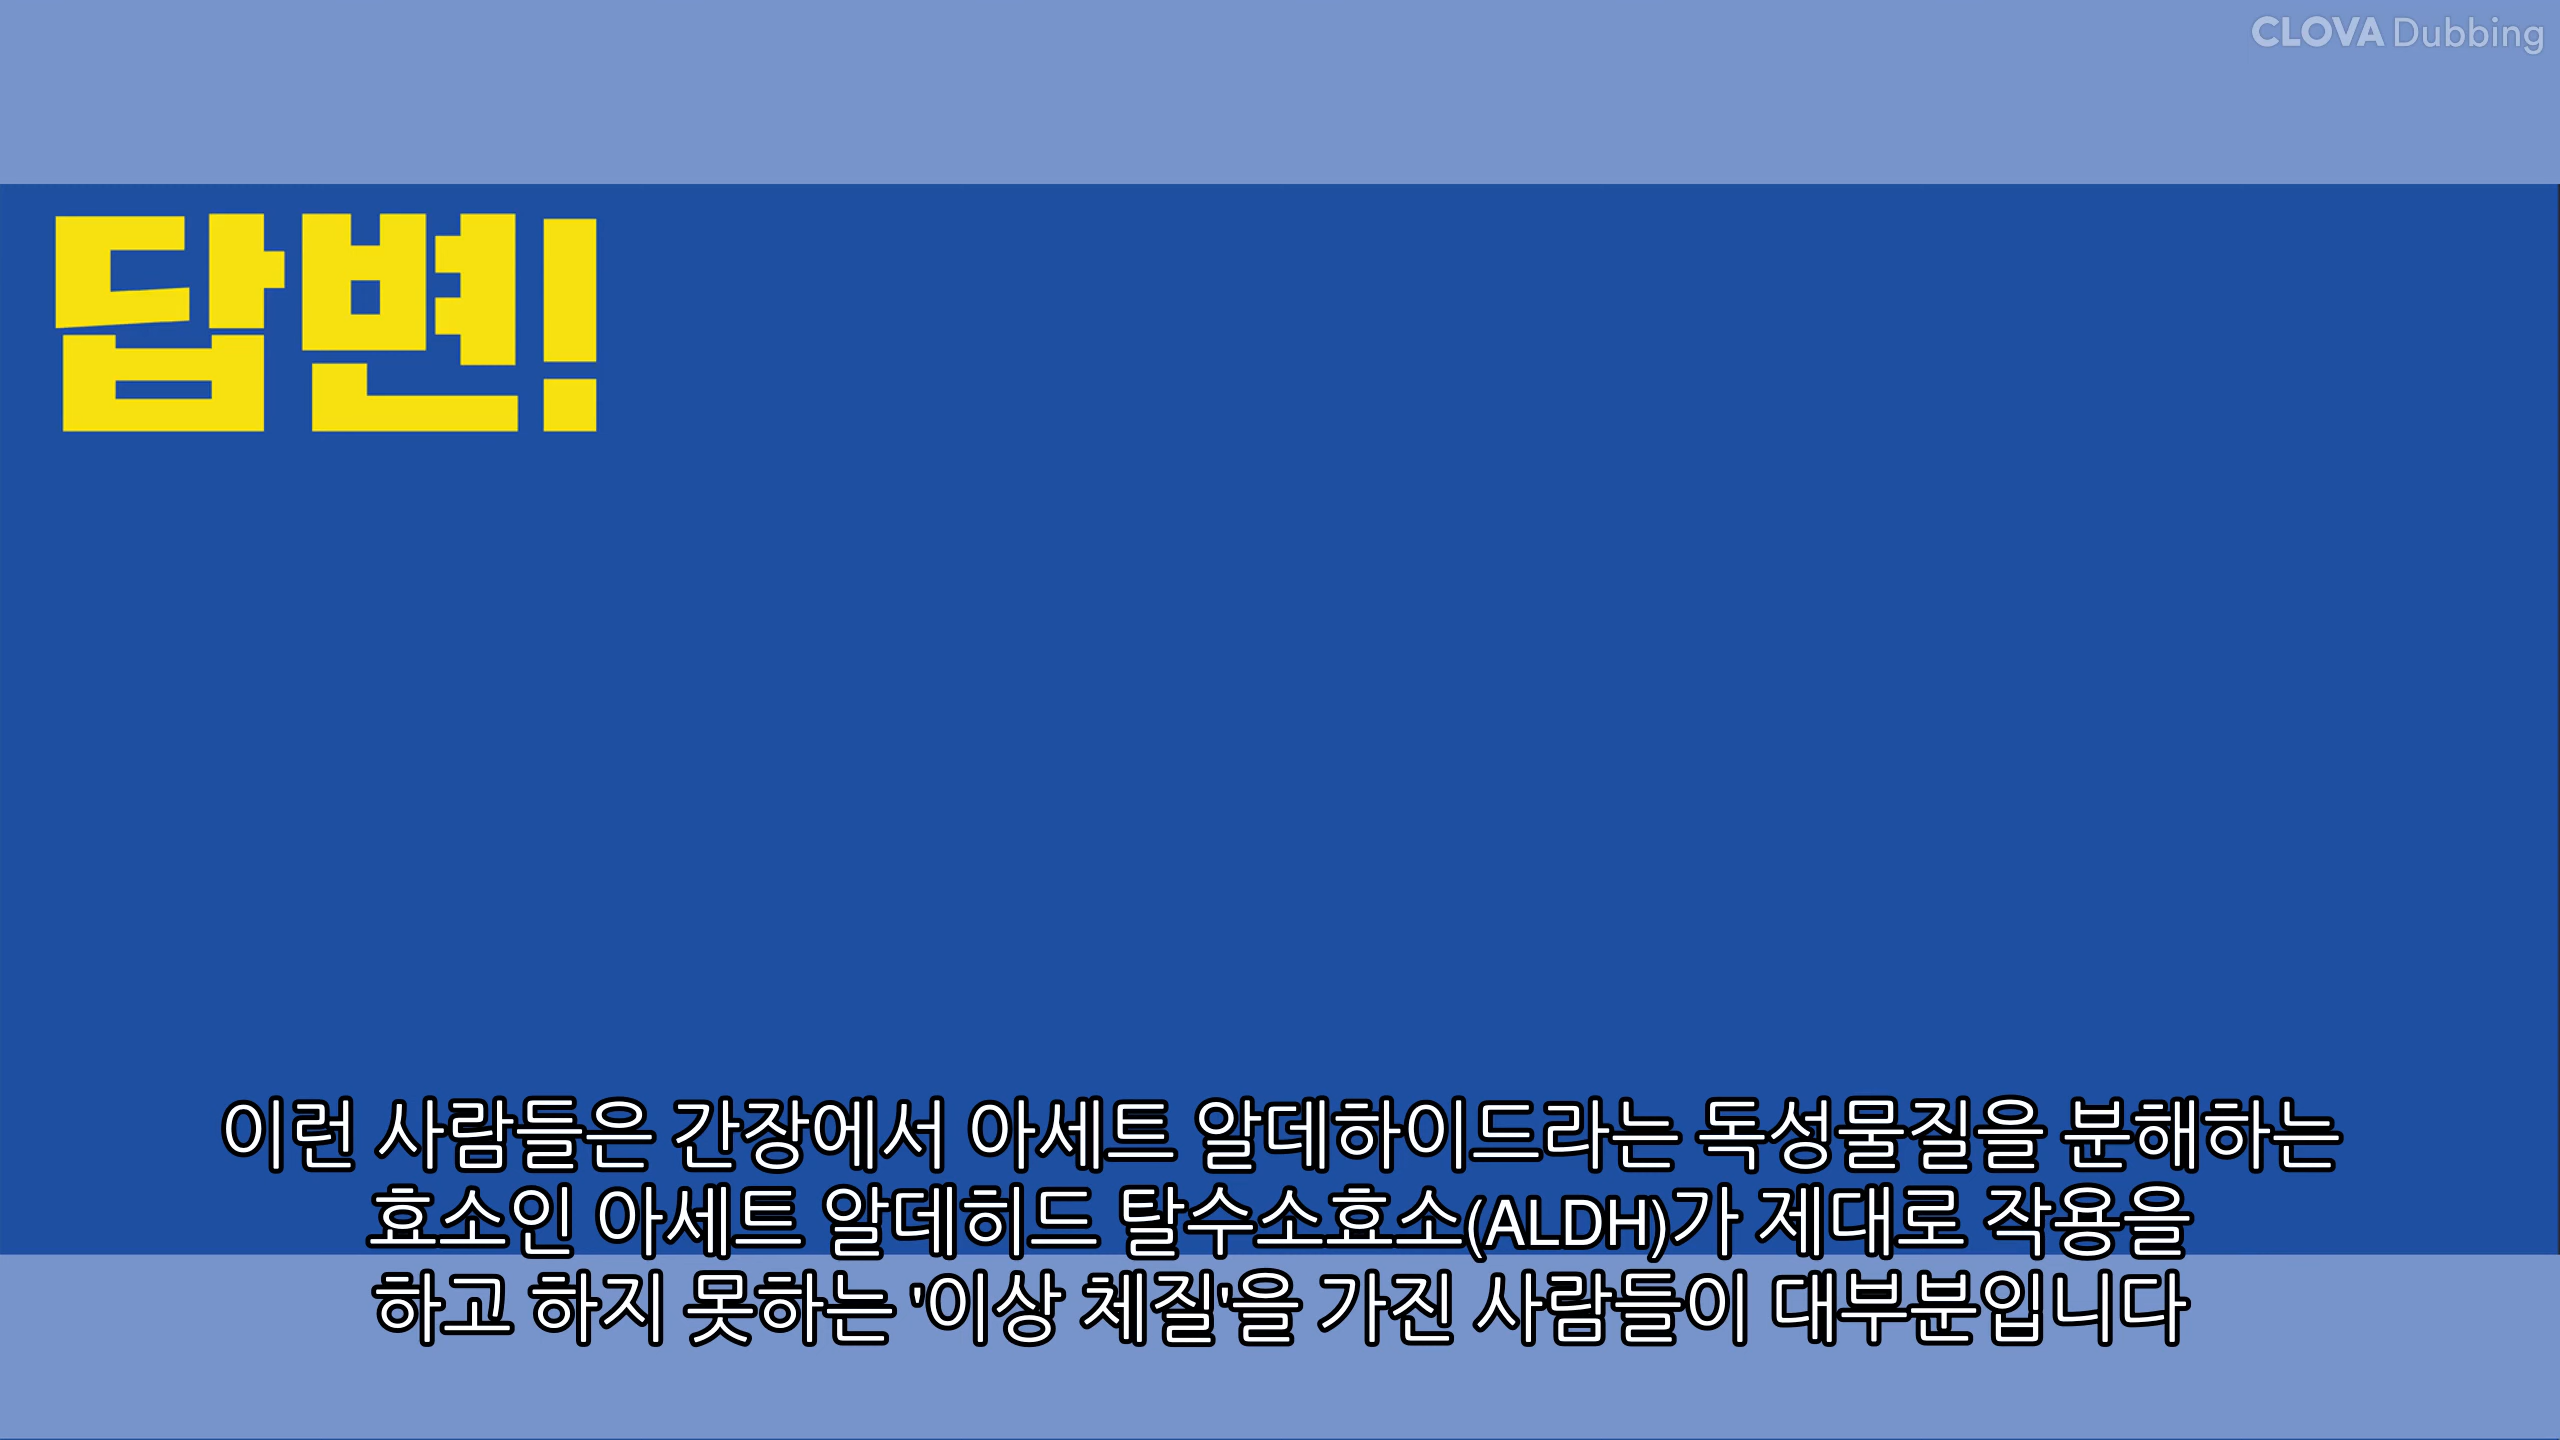 CLOVA Dubbing
답변!
이런 사람들은 간장에서 아세트 알데하이드라는 독성물질을 분해하는
효소인 아세트 알데히드 탈수소효소(ALDH)가 제대로 작용을
하고 하지 못하는 '이상 체질'을 가진 사람들이 대부분입니다